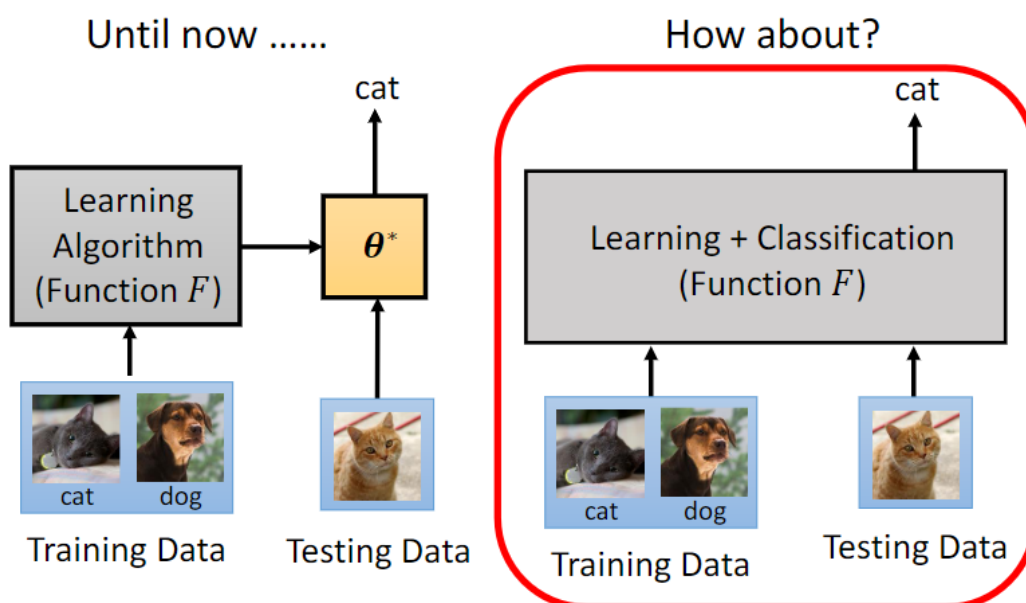 Until now ……
cat
Learning
Algorithm
(Function F)
θ*
cat
dog
Training Data
Testing Data
How about?
cat
Learning + Classification
(Function F)
cat
dog
Training Data
Testing Data